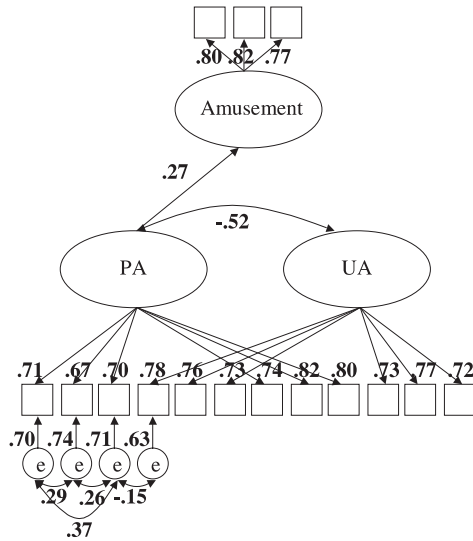 .80 .82 .77
Amusement
.27
-.52
PA UA
.71 .67 .70 .78 .76 .73 .74 .82 .80 .73 .77 .72
.70 .74 .71 .63
e e e e
.29 .26 -.15
.37